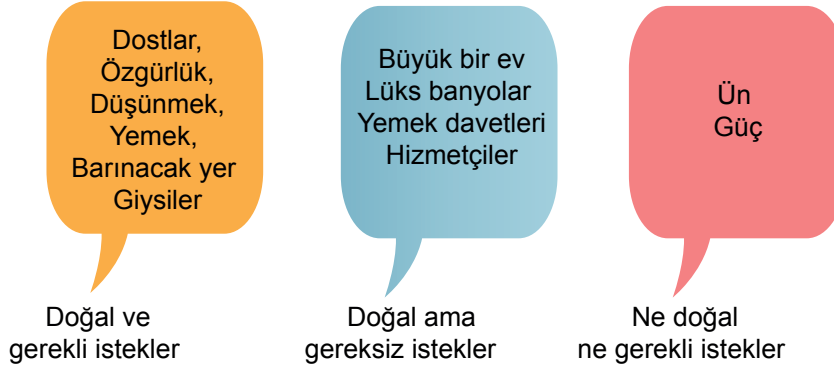 Dostlar,
Özgürlük,
Düşünmek,
Yemek,
Barınacak yer
Giysiler
Doğal ve
gerekli istekler
Büyük bir ev
Lüks banyolar
Yemek davetleri
Hizmetçiler
Doğal ama
gereksiz istekler
Ün
Güç
Ne doğal
ne gerekli istekler